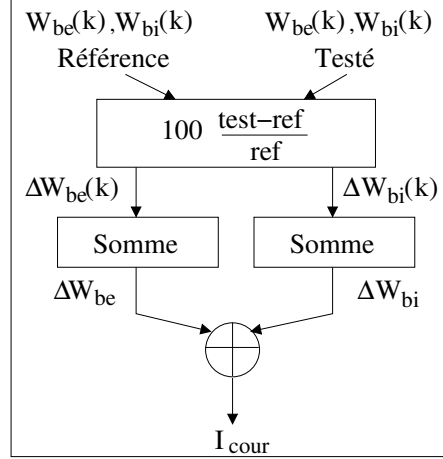 W_be(k),W_bi(k) W_be(k),W_bi(k)
Référence Testé
100 test−ref
ref
ΔW_be(k) ΔW_bi(k)
Somme Somme
ΔW_be ΔW_bi
I_cour